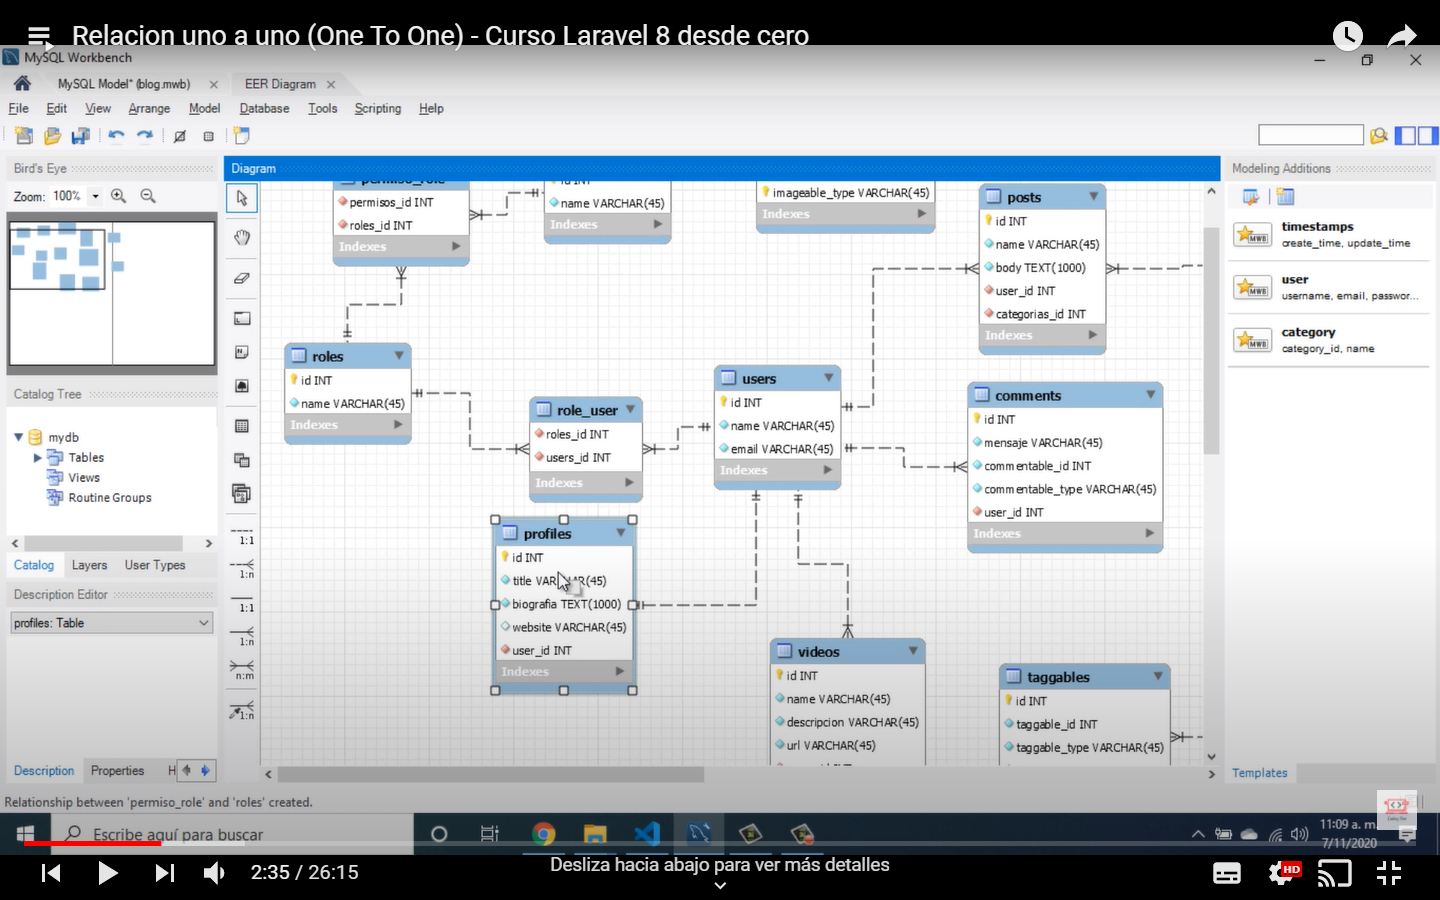 Relacion uno a uno (One To One) - Curso Laravel 8 desde cero
MySQL Workbench
MySQL Model* (blog.mwb)
EER Diagram
File Edit View Arrange Model Database Tools Scripting Help
Bird's Eye
Zoom: 100%
Catalog Tree
mydb
Tables
Views
Routine Groups
Catalog Layers User Types
Description Editor
profiles: Table
Description Properties H
Diagram
permiso_role
permisos_id INT
roles_id INT
Indexes
id INT
name VARCHAR(45)
Indexes
imageable_type VARCHAR(45)
Indexes
posts
id INT
name VARCHAR(45)
body TEXT(1000)
user_id INT
categorias_id INT
Indexes
roles
id INT
name VARCHAR(45)
Indexes
role_user
roles_id INT
users_id INT
Indexes
users
id INT
name VARCHAR(45)
email VARCHAR(45)
Indexes
comments
id INT
mensaje VARCHAR(45)
commentable_id INT
commentable_type VARCHAR(45)
user_id INT
Indexes
profiles
id INT
title VARCHAR(45)
biografia TEXT(1000)
website VARCHAR(45)
user_id INT
Indexes
videos
id INT
name VARCHAR(45)
descripcion VARCHAR(45)
url VARCHAR(45)
taggables
id INT
taggable_id INT
taggable_type VARCHAR(45)
1:1
1:n
1:1
1:n
n:m
1:n
Modeling Additions
timestamps
create_time, update_time
user
username, email, passwor...
category
category_id, name
Templates
Relationship between 'permiso_role' and 'roles' created.
Escribe aquí para buscar
11:09 a. m.
7/11/2020
2:35 / 26:15
Desliza hacia abajo para ver más detalles
HD